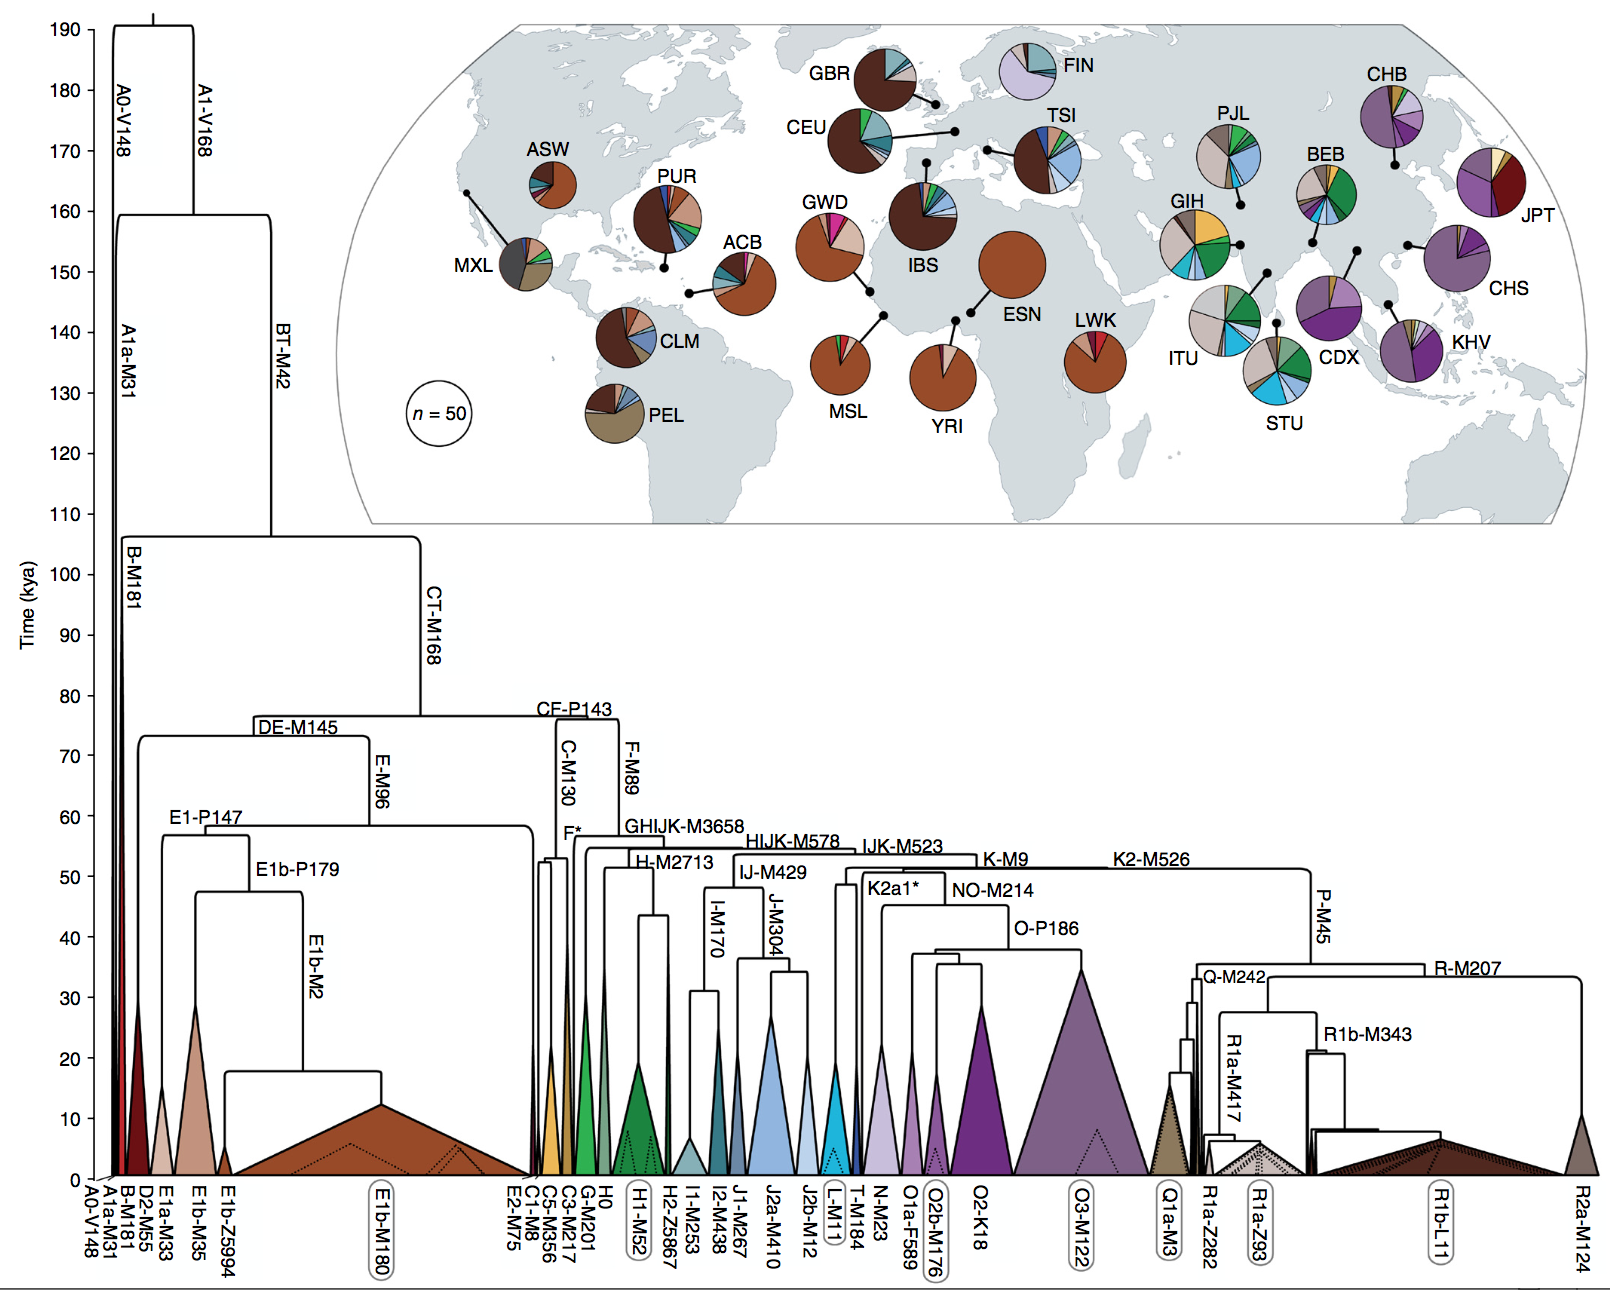 190
180
170
160
150
140
130
120
110
100
90
80
70
60
50
40
30
20
10
0
Time (kya)
A0-V148
A1-V168
A1a-M31
BT-M42
B-M181
CT-M168
ASW
PUR
MXL
ACB
CLM
PEL
n = 50
GBR
FIN
CEU
TSI
GWD
IBS
ESN
MSL
YRI
LWK
PJL
CHB
BEB
JPT
GIH
CHS
ITU
CDX
KHV
STU
CF-P143
DE-M145
E-M96
C-M130
F-M89
E1-P147
F*
GHIJK-M3658
HIJK-M578
IJK-M523
E1b-P179
H-M2713
IJ-M429
K-M9
K2-M526
K2a1*
NO-M214
I-M170
J-M304
P-M45
O-P186
E1b-M2
Q-M242
R-M207
R1a-M417
R1b-M343
A0-V148
A1a-M31
B-M181
D2-M55
E1a-M33
E1b-M35
E1b-Z5994
E1b-M180
E2-M75
C1-M8
C5-M356
C3-M217
G-M201
H0
H1-M52
H2-Z5867
I1-M253
I2-M438
J1-M267
J2a-M410
J2b-M12
L-M11
T-M184
N-M23
O1a-F589
O2b-M176
O2-K18
O3-M122
Q1a-M3
R1a-Z282
R1a-Z93
R1b-L11
R2a-M124